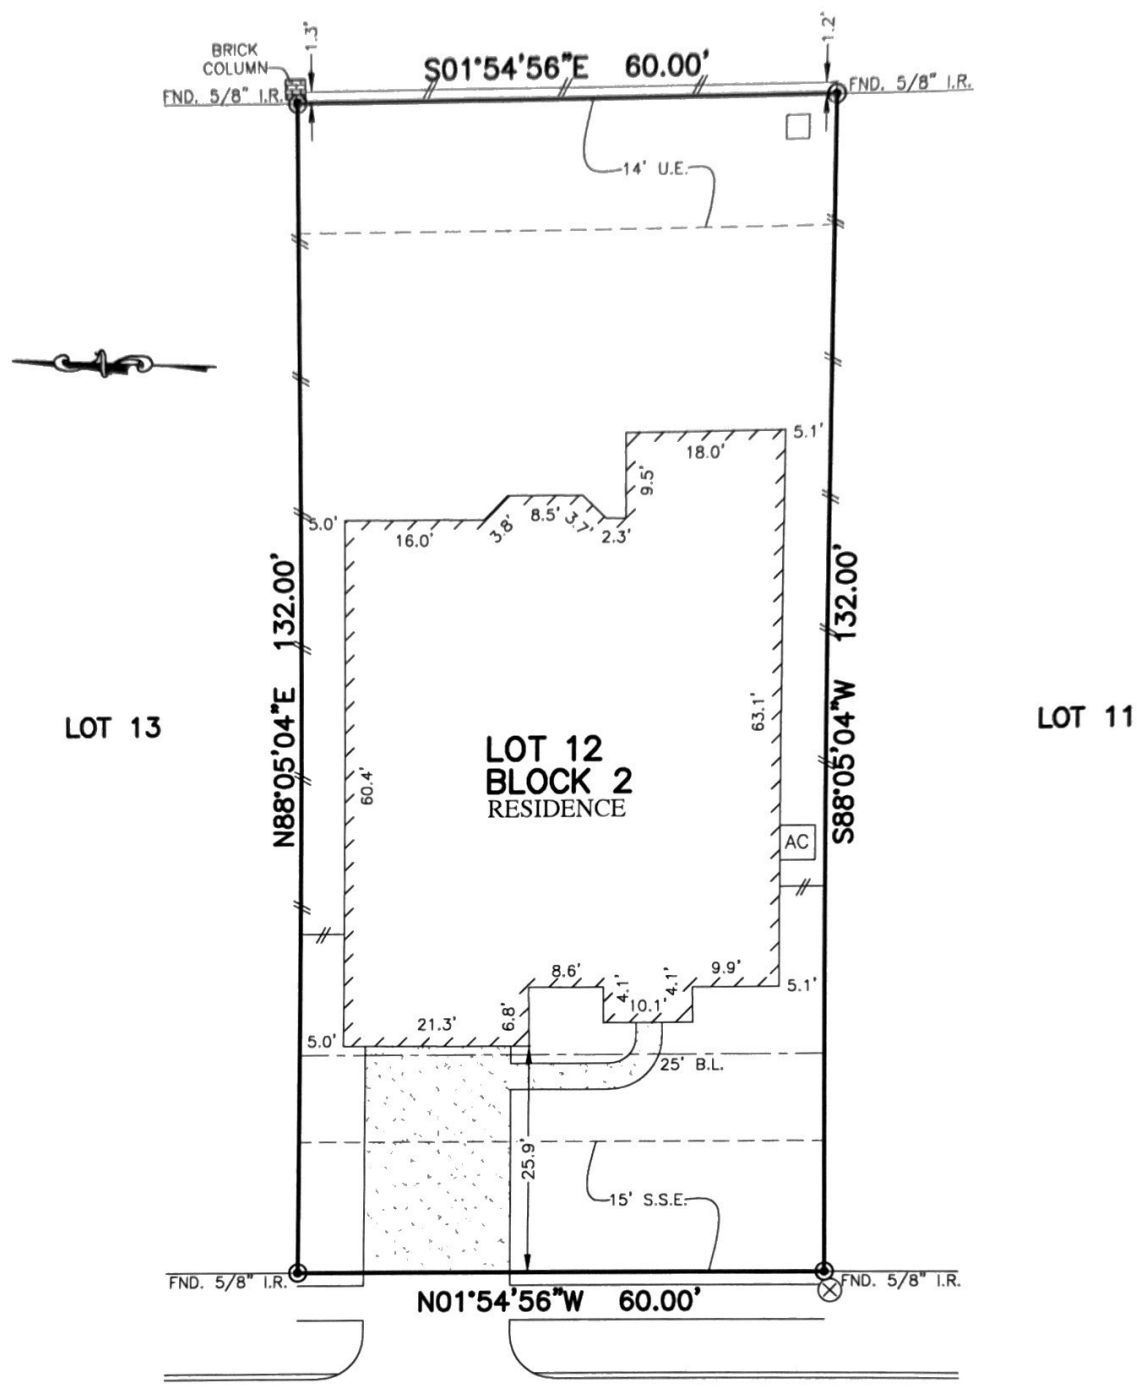 1.3'
1.2'
BRICK
COLUMN
S01°54'56"E 60.00'
FND. 5/8" I.R.
FND. 5/8" I.R.
14' U.E.
5.1'
18.0'
9.5'
8.5'
3.8'
3.7'
2.3'
5.0'
16.0'
N88°05'04"E 132.00'
S88°05'04"W 132.00'
LOT 13
LOT 11
63.1'
60.4'
LOT 12
BLOCK 2
RESIDENCE
AC
8.6'
4.1'
4.1'
9.9'
5.1'
10.1'
6.8'
21.3'
5.0'
25' B.L.
25.9'
15' S.S.E.
FND. 5/8" I.R.
FND. 5/8" I.R.
N01°54'56"W 60.00'